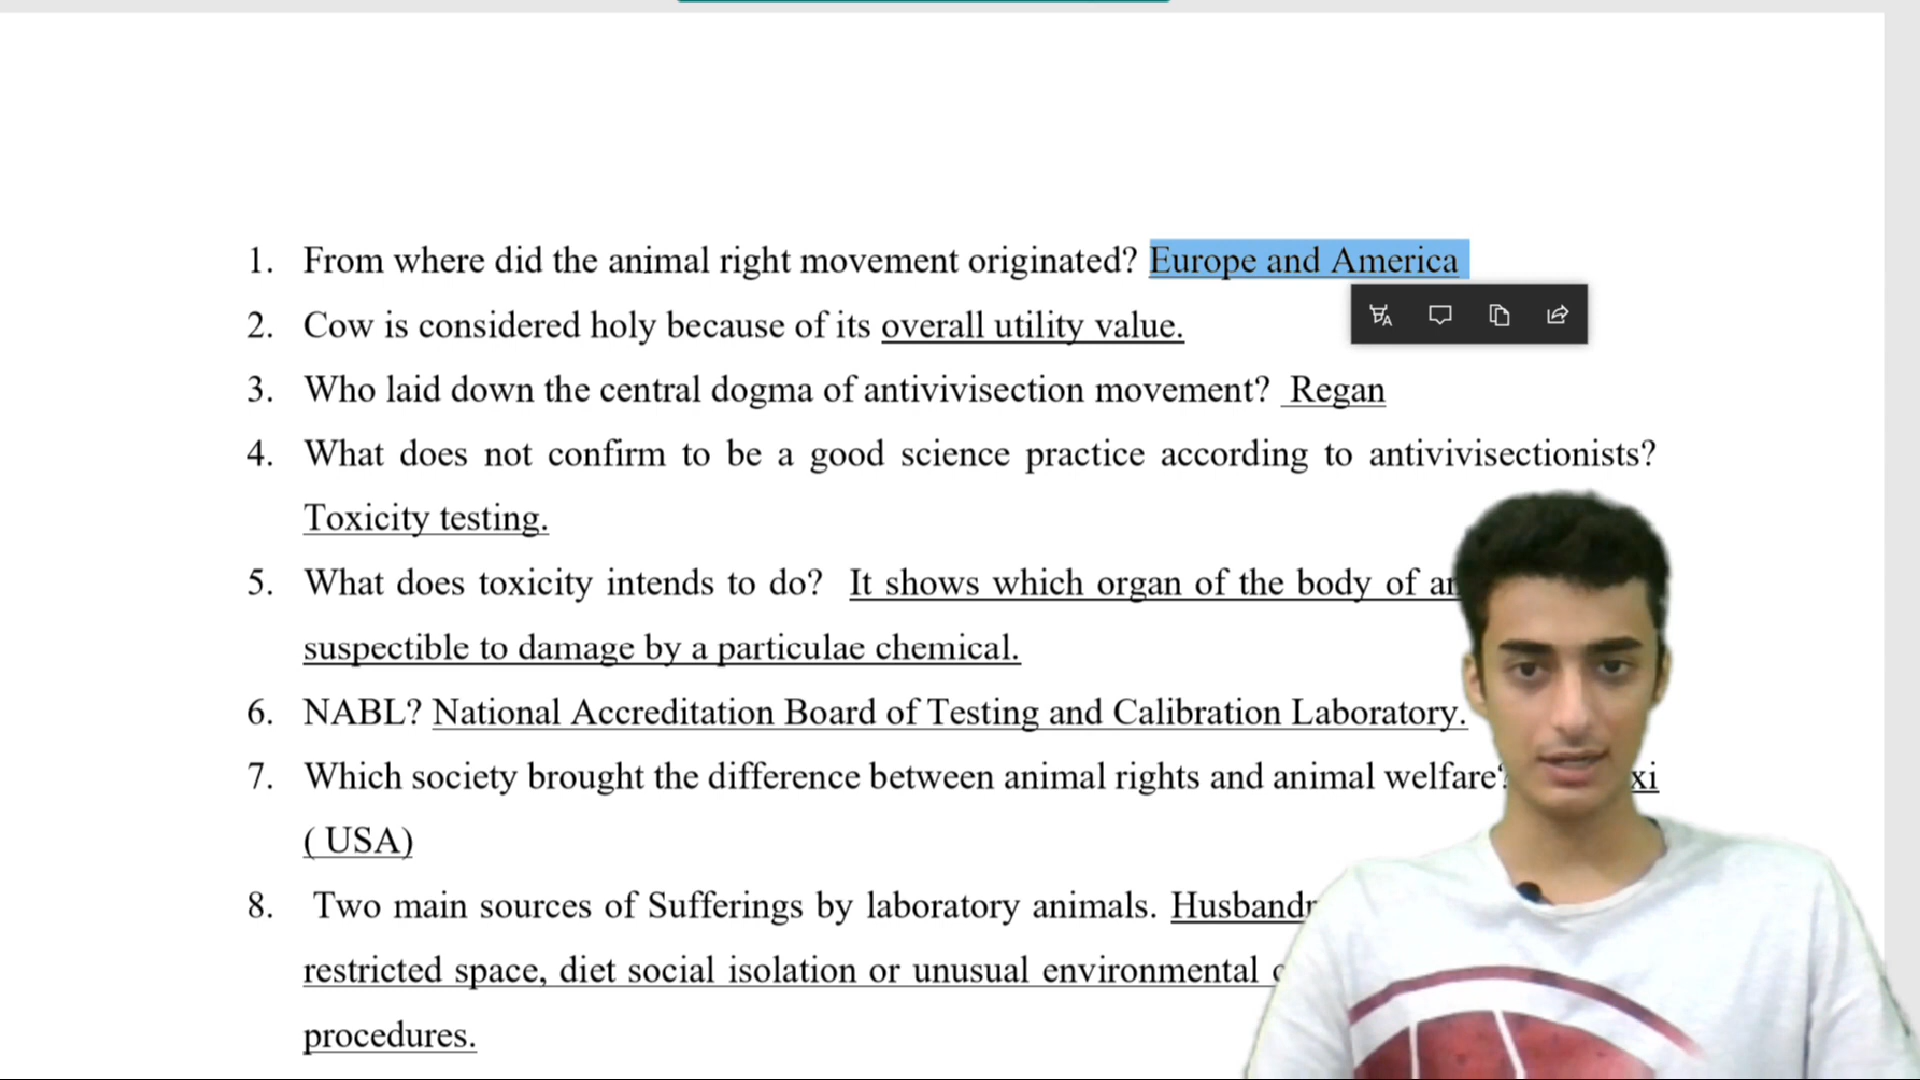 1. From where did the animal right movement originated? Europe and America
2. Cow is considered holy because of its overall utility value.
3. Who laid down the central dogma of antivivisection movement? Regan
4. What does not confirm to be a good science practice according to antivivisectionists?
Toxicity testing.
5. What does toxicity intends to do? It shows which organ of the body of
suspectible to damage by a particulae chemical.
6. NABL? National Accreditation Board of Testing and Calibration Laboratory.
7. Which society brought the difference between animal rights and animal welfare?
( USA)
8. Two main sources of Sufferings by laboratory animals.
restricted space, diet social isolation or unusual environmental
procedures.